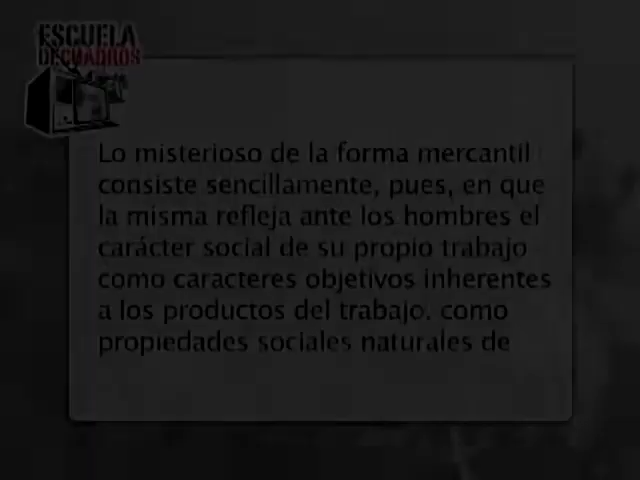 ESCUELA
DECUADROS
Lo misterioso de la forma mercantil
consiste sencillamente, pues, en que
la misma refleja ante los hombres el
carácter social de su propio trabajo
como caracteres objetivos inherentes
a los productos del trabajo, como
propiedades sociales naturales de